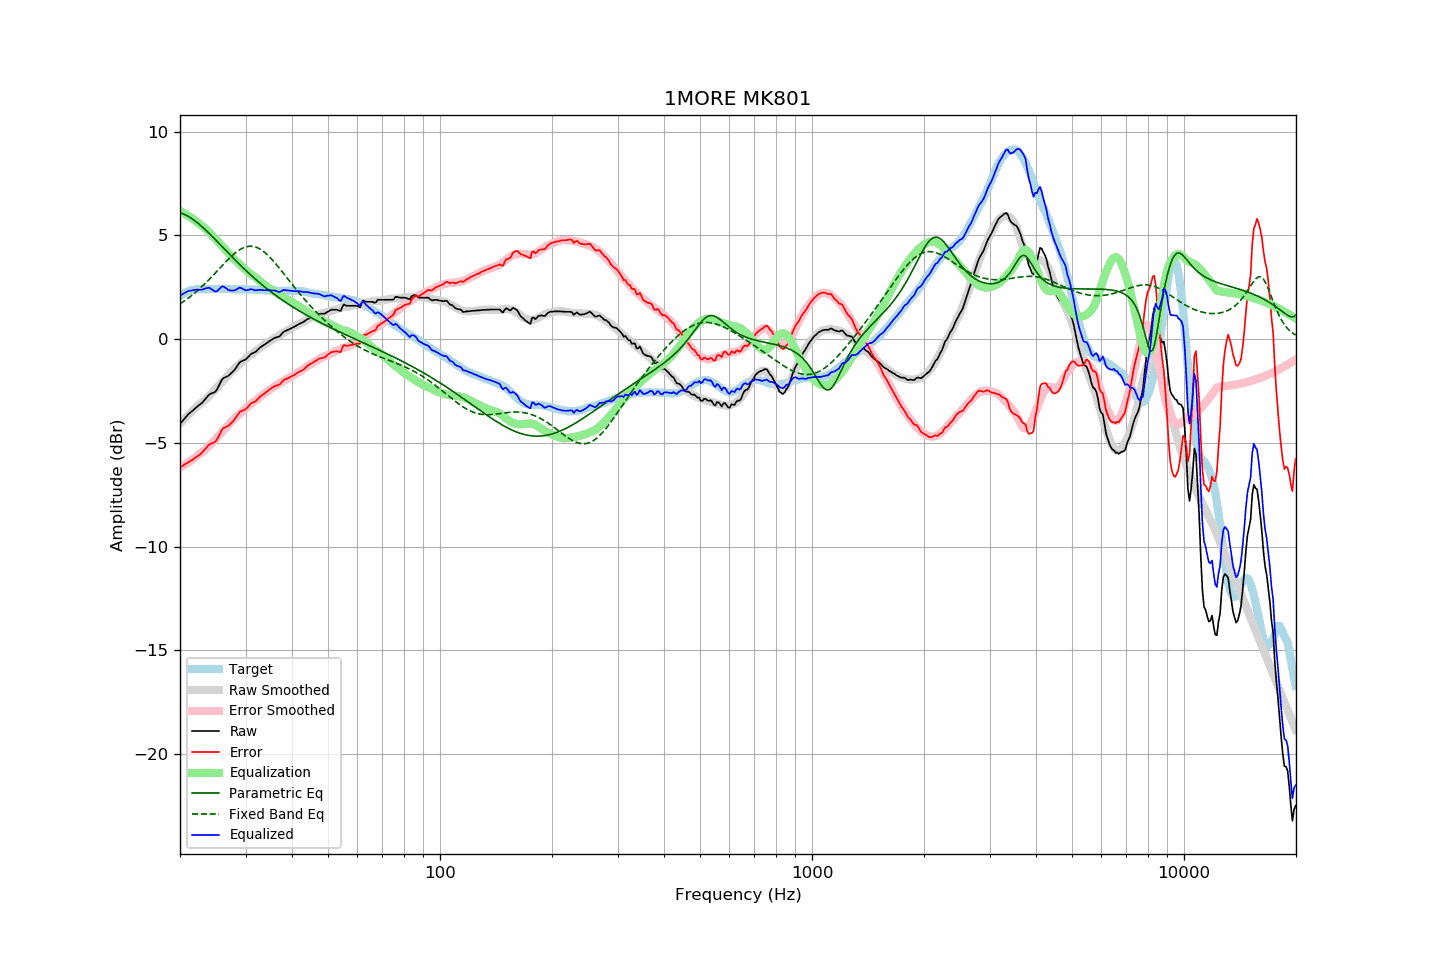 1MORE MK801
Amplitude (dBr)
10
5
0
−5
−10
−15
−20
Target
Raw Smoothed
Error Smoothed
Raw
Error
Equalization
Parametric Eq
Fixed Band Eq
Equalized
100
1000
10000
Frequency (Hz)